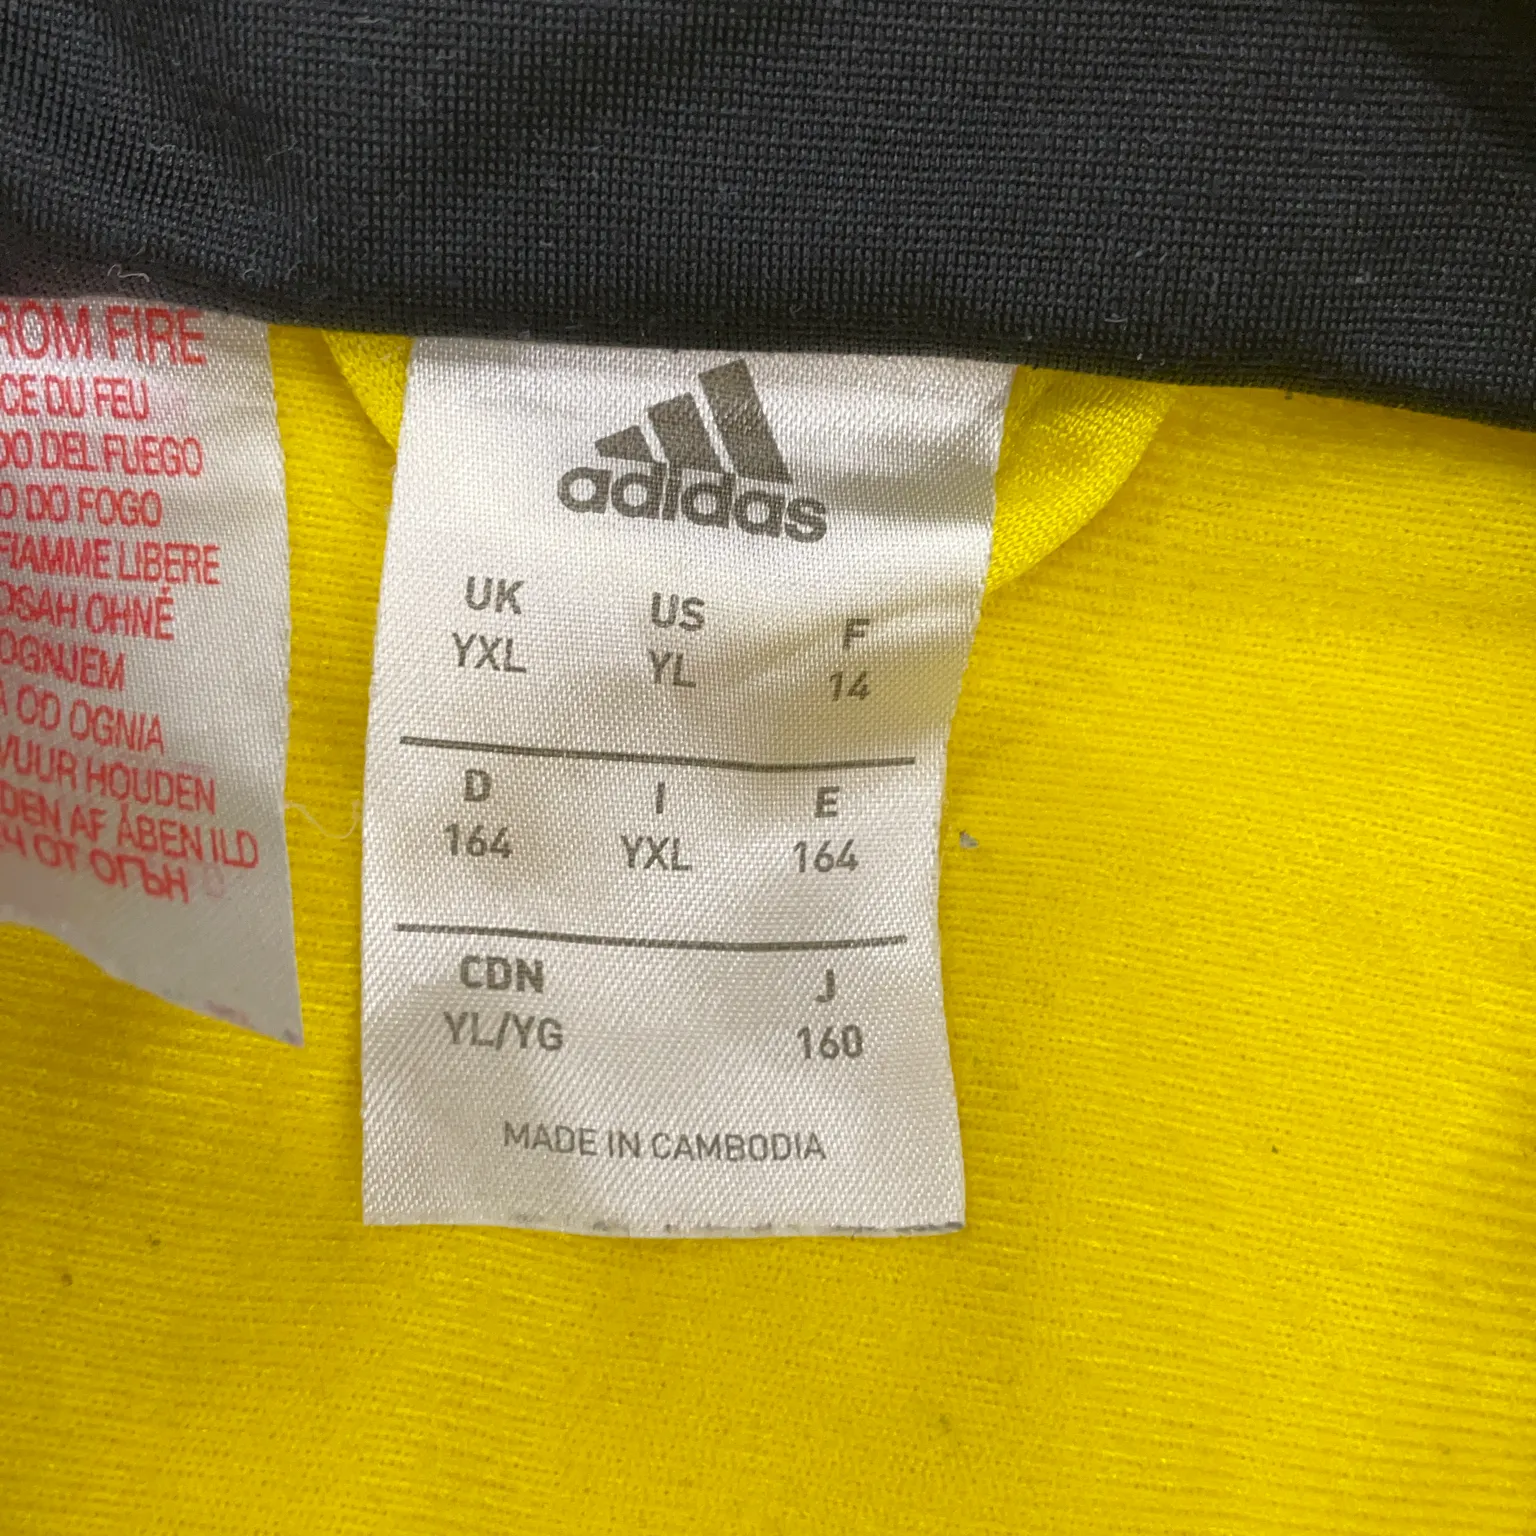 ROM FIRE
CE DU FEU
DO DEL FUEGO
O DO FOGO
FIAMME LIBERE
OSAH OHNĚ
OGNJEM
A OD OGNIA
VUUR HOUDEN
DEN AF ÅBEN ILD
ОТ ОГЪН
adidas
UK US F
YXL YL 14
D I E
164 YXL 164
CDN J
YL/YG 160
MADE IN CAMBODIA